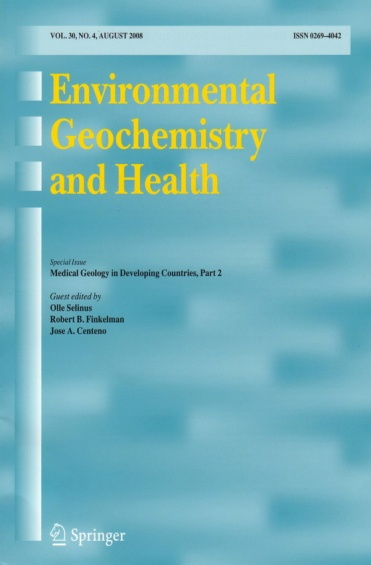 VOL. 30, NO. 4, AUGUST 2008 ISSN 0269–4042
Environmental
Geochemistry
and Health
Special Issue
Medical Geology in Developing Countries, Part 2
Guest edited by
Olle Selinus
Robert B. Finkelman
Jose A. Centeno
Springer